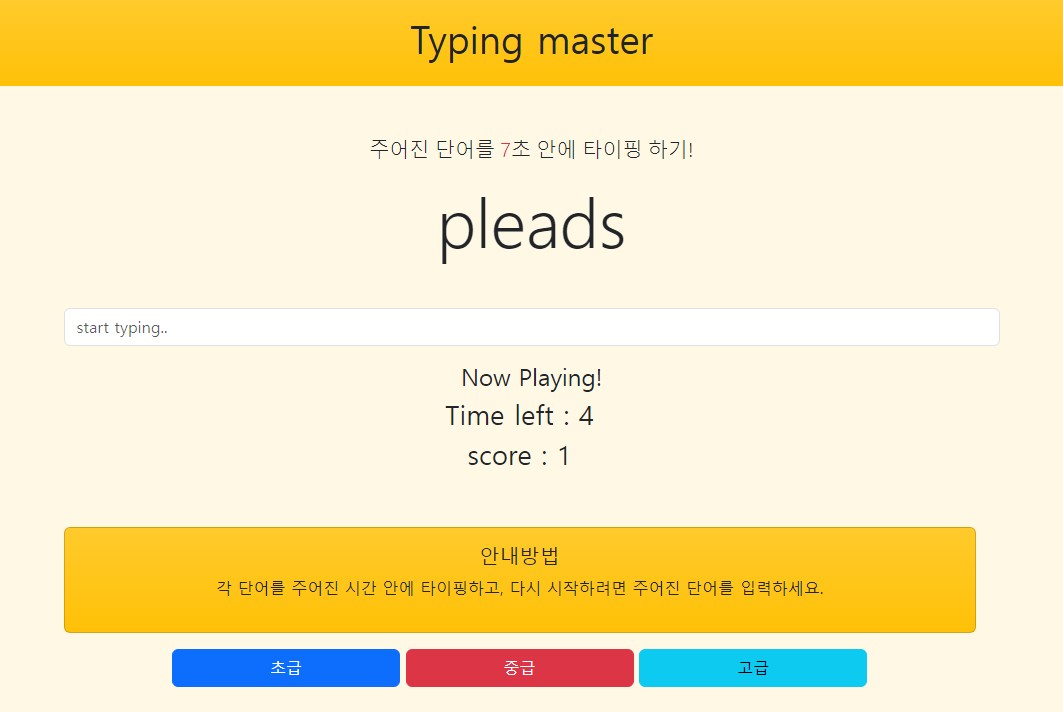 Typing master
주어진 단어를 7초 안에 타이핑 하기!
pleads
start typing..
Now Playing!
Time left : 4
score : 1
안내방법
각 단어를 주어진 시간 안에 타이핑하고, 다시 시작하려면 주어진 단어를 입력하세요.
초급 중급 고급